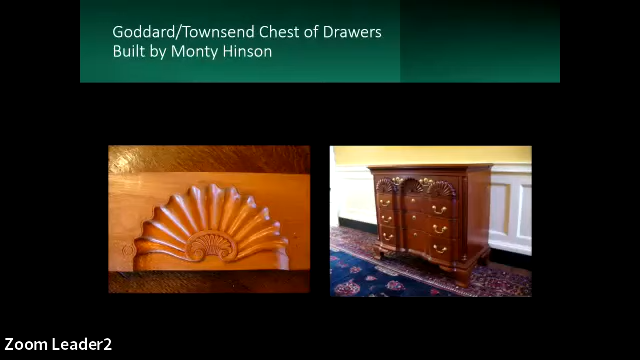 Goddard/Townsend Chest of Drawers
Built by Monty Hinson
Zoom Leader2